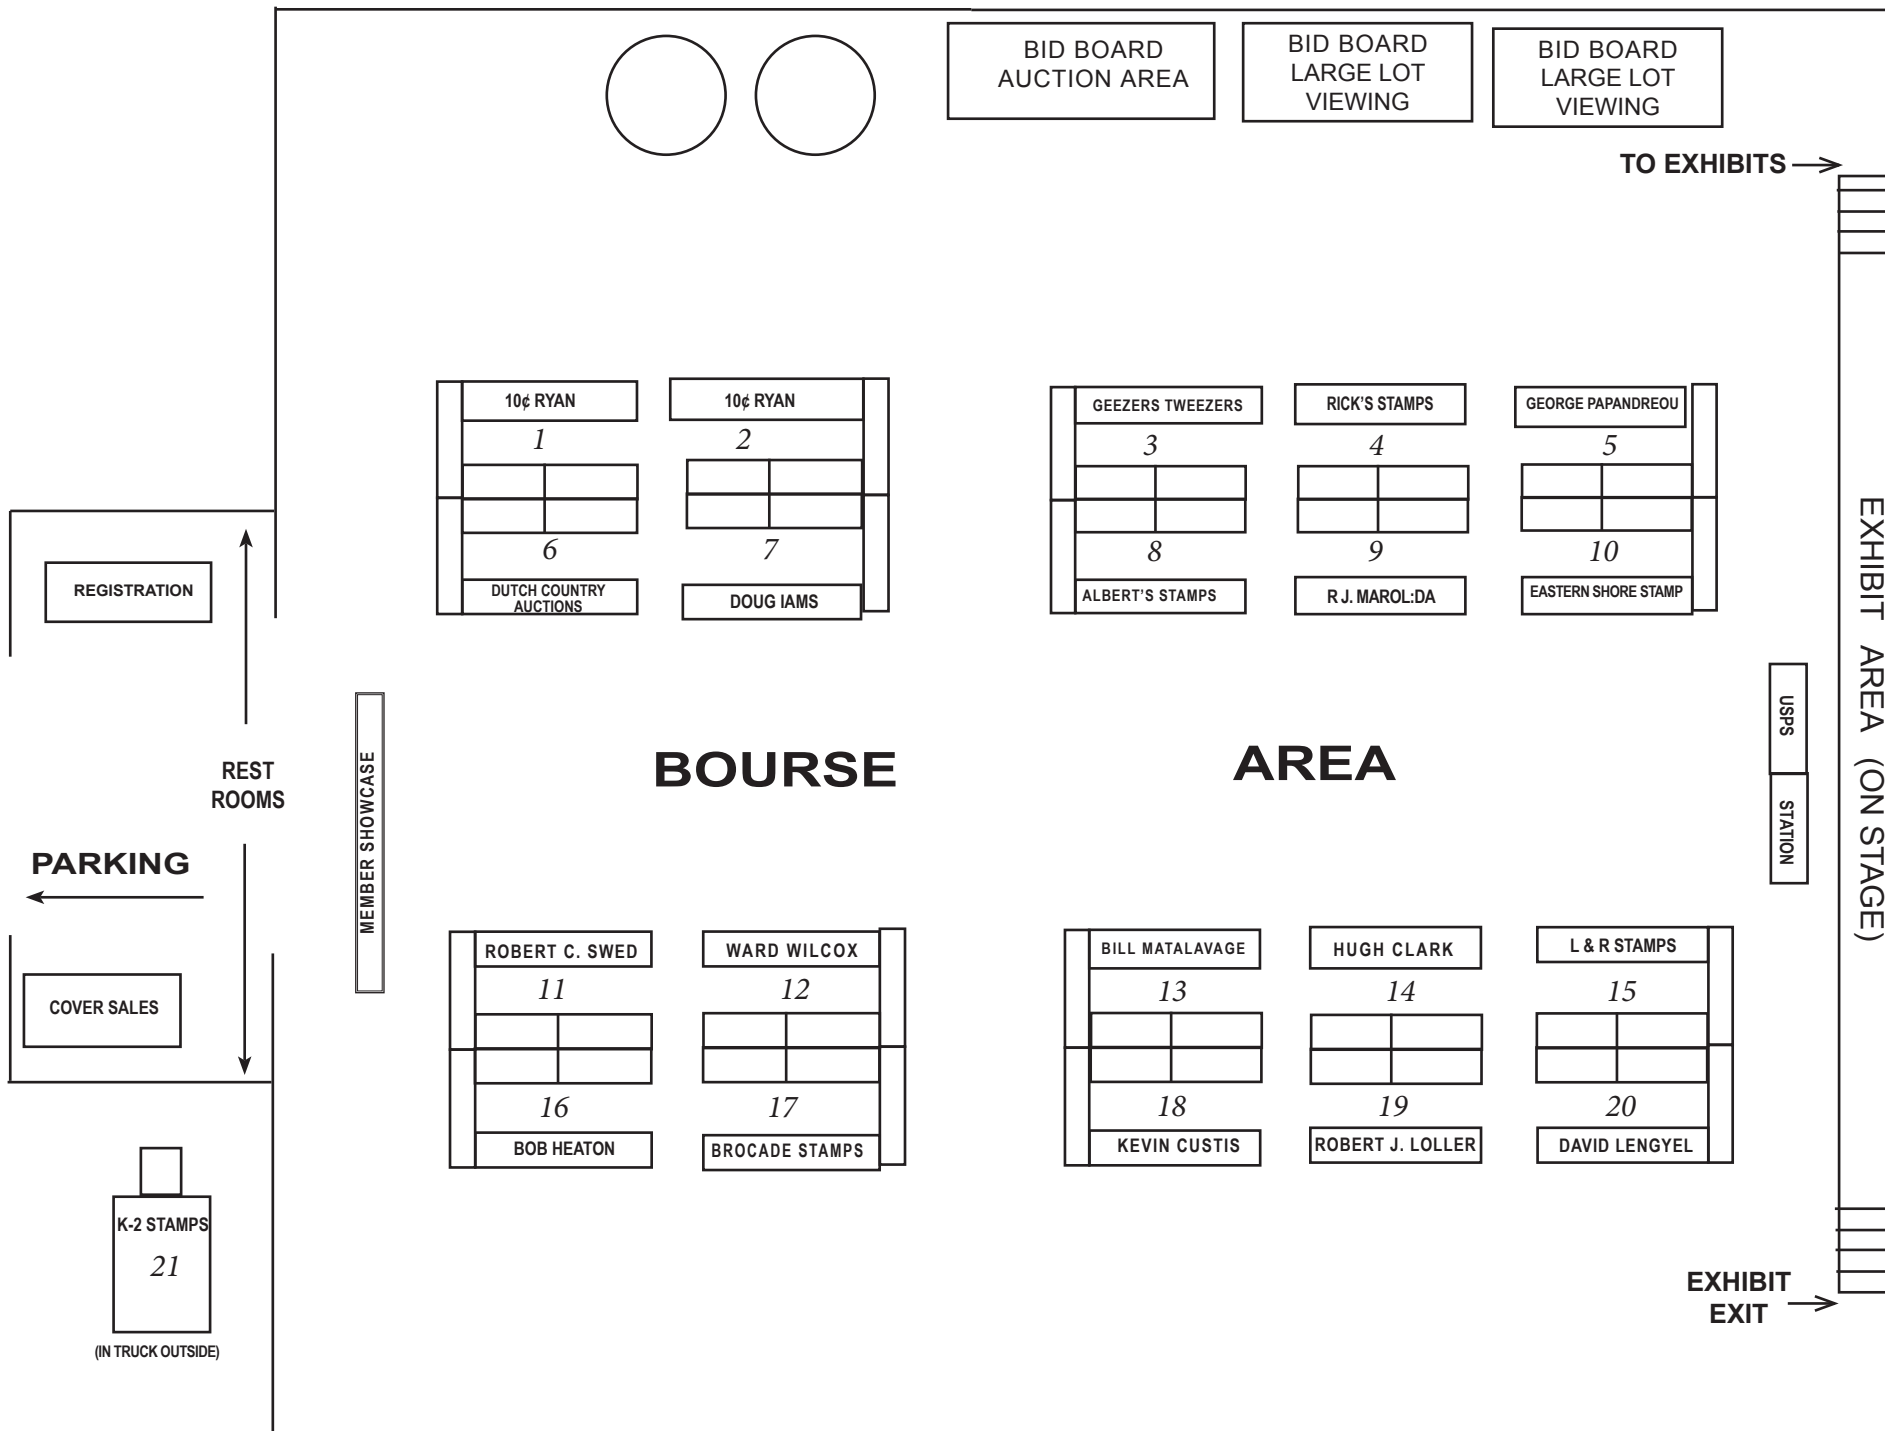 BID BOARD
AUCTION AREA
BID BOARD
LARGE LOT
VIEWING
BID BOARD
LARGE LOT
VIEWING
TO EXHIBITS
10¢ RYAN
1
10¢ RYAN
2
GEEZERS TWEEZERS
3
RICK'S STAMPS
4
GEORGE PAPANDREOU
5
6
DUTCH COUNTRY
AUCTIONS
7
DOUG IAMS
8
ALBERT'S STAMPS
9
R J. MAROL:DA
10
EASTERN SHORE STAMP
EXHIBIT AREA (ON STAGE)
REGISTRATION
REST
ROOMS
PARKING
COVER SALES
MEMBER SHOWCASE
BOURSE AREA
USPS
STATION
ROBERT C. SWED
11
WARD WILCOX
12
BILL MATALAVAGE
13
HUGH CLARK
14
L & R STAMPS
15
16
BOB HEATON
17
BROCADE STAMPS
18
KEVIN CUSTIS
19
ROBERT J. LOLLER
20
DAVID LENGYEL
K-2 STAMPS
21
(IN TRUCK OUTSIDE)
EXHIBIT
EXIT